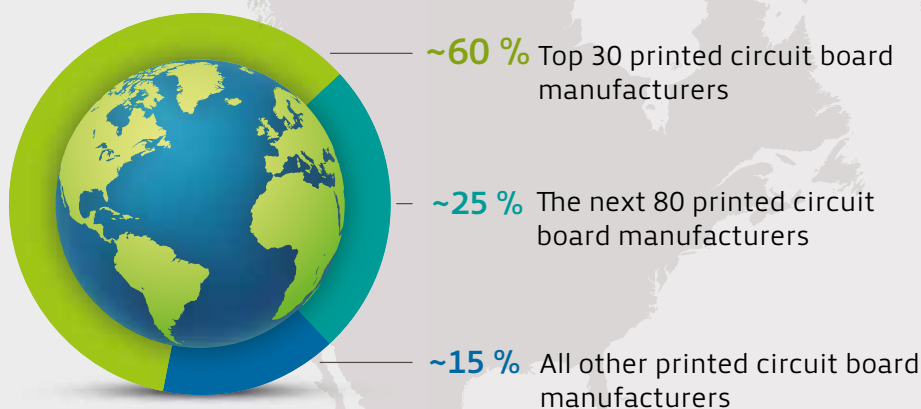 ~60 % Top 30 printed circuit board
manufacturers
~25 % The next 80 printed circuit
board manufacturers
~15 % All other printed circuit board
manufacturers